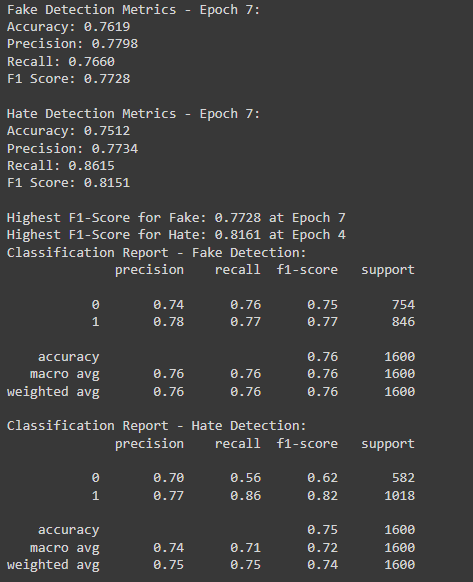 Fake Detection Metrics - Epoch 7:
Accuracy: 0.7619
Precision: 0.7798
Recall: 0.7660
F1 Score: 0.7728
Hate Detection Metrics - Epoch 7:
Accuracy: 0.7512
Precision: 0.7734
Recall: 0.8615
F1 Score: 0.8151
Highest F1-Score for Fake: 0.7728 at Epoch 7
Highest F1-Score for Hate: 0.8161 at Epoch 4
Classification Report - Fake Detection:
precision recall f1-score support
0 0.74 0.76 0.75 754
1 0.78 0.77 0.77 846
accuracy 0.76 1600
macro avg 0.76 0.76 0.76 1600
weighted avg 0.76 0.76 0.76 1600
Classification Report - Hate Detection:
precision recall f1-score support
0 0.70 0.56 0.62 582
1 0.77 0.86 0.82 1018
accuracy 0.75 1600
macro avg 0.74 0.71 0.72 1600
weighted avg 0.75 0.75 0.74 1600